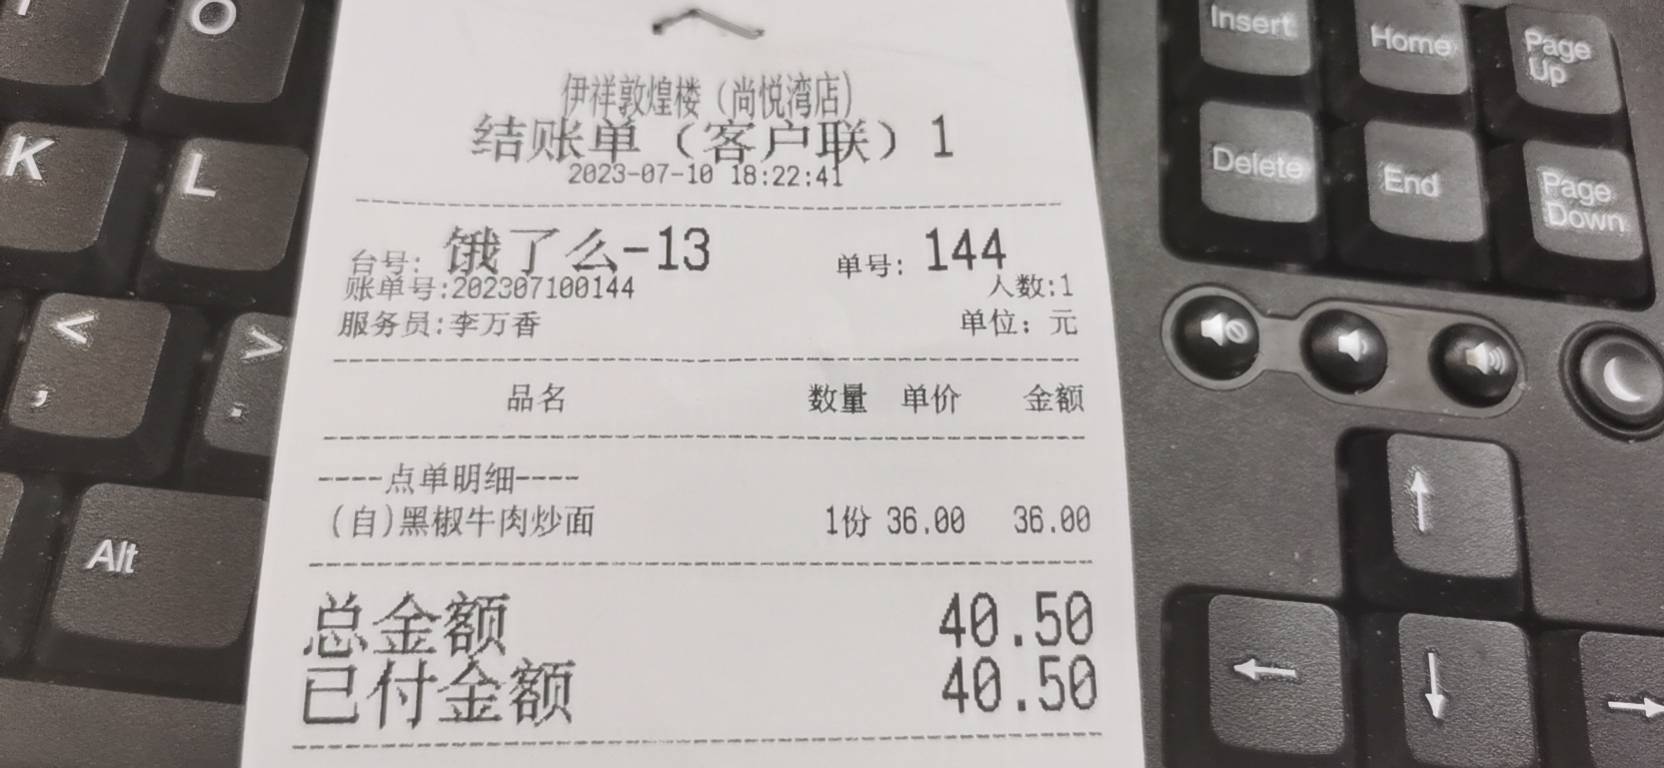 伊祥敦煌楼（尚悦湾店）
结账单（客户联）1
2023-07-10 18:22:41
台号：饿了么-13 单号：144
账单号:202307100144 人数:1
服务员:李万香 单位：元
品名 数量 单价 金额
----点单明细----
(自)黑椒牛肉炒面 1份 36.00 36.00
总金额 40.50
已付金额 40.50
O
K
L
<
,
>
.
Alt
Insert
Home
Page
Up
Delete
End
Page
Down
↑
←
↓
→